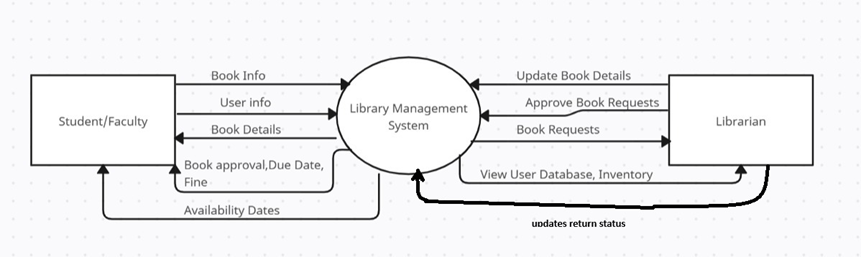 Book Info
Update Book Details
User info
Approve Book Requests
Student/Faculty
Library Management
System
Librarian
Book Details
Book Requests
Book approval,Due Date,
Fine
View User Database, Inventory
Availability Dates
updates return status